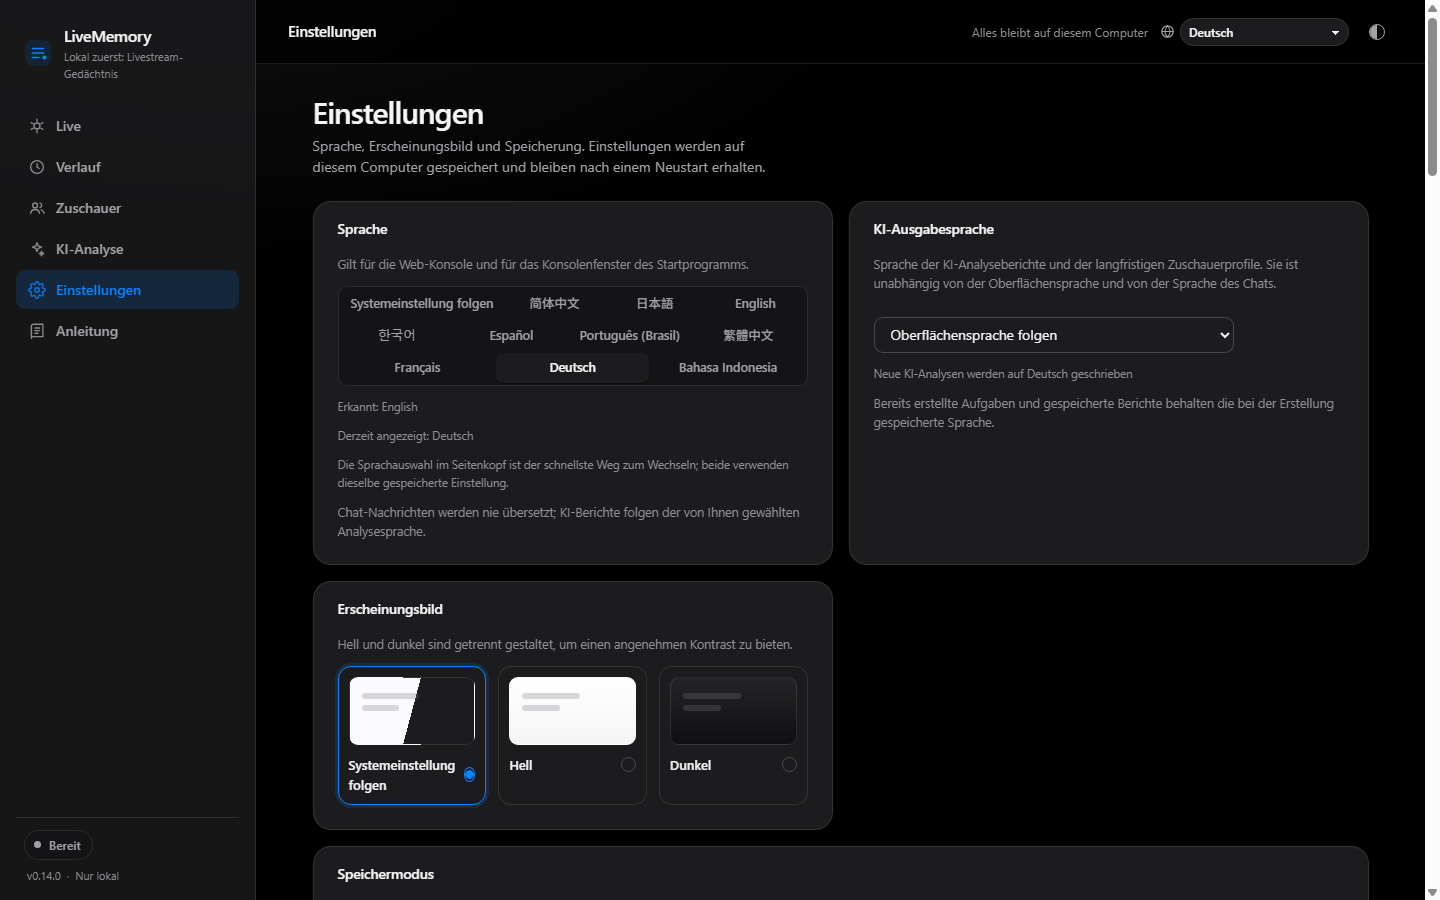 LiveMemory
Lokal zuerst: Livestream-
Gedächtnis
Live
Verlauf
Zuschauer
KI-Analyse
Einstellungen
Anleitung
Bereit
v0.14.0 · Nur lokal
Einstellungen
Alles bleibt auf diesem Computer
Deutsch
Einstellungen
Sprache, Erscheinungsbild und Speicherung. Einstellungen werden auf
diesem Computer gespeichert und bleiben nach einem Neustart erhalten.
Sprache
Gilt für die Web-Konsole und für das Konsolenfenster des Startprogramms.
Systemeinstellung folgen 简体中文 日本語 English
한국어 Español Português (Brasil) 繁體中文
Français Deutsch Bahasa Indonesia
Erkannt: English
Derzeit angezeigt: Deutsch
Die Sprachauswahl im Seitenkopf ist der schnellste Weg zum Wechseln; beide verwenden
dieselbe gespeicherte Einstellung.
Chat-Nachrichten werden nie übersetzt; KI-Berichte folgen der von Ihnen gewählten
Analysesprache.
KI-Ausgabesprache
Sprache der KI-Analyseberichte und der langfristigen Zuschauerprofile. Sie ist
unabhängig von der Oberflächensprache und von der Sprache des Chats.
Oberflächensprache folgen
Neue KI-Analysen werden auf Deutsch geschrieben
Bereits erstellte Aufgaben und gespeicherte Berichte behalten die bei der Erstellung
gespeicherte Sprache.
Erscheinungsbild
Hell und dunkel sind getrennt gestaltet, um einen angenehmen Kontrast zu bieten.
Systemeinstellung
folgen
Hell
Dunkel
Speichermodus